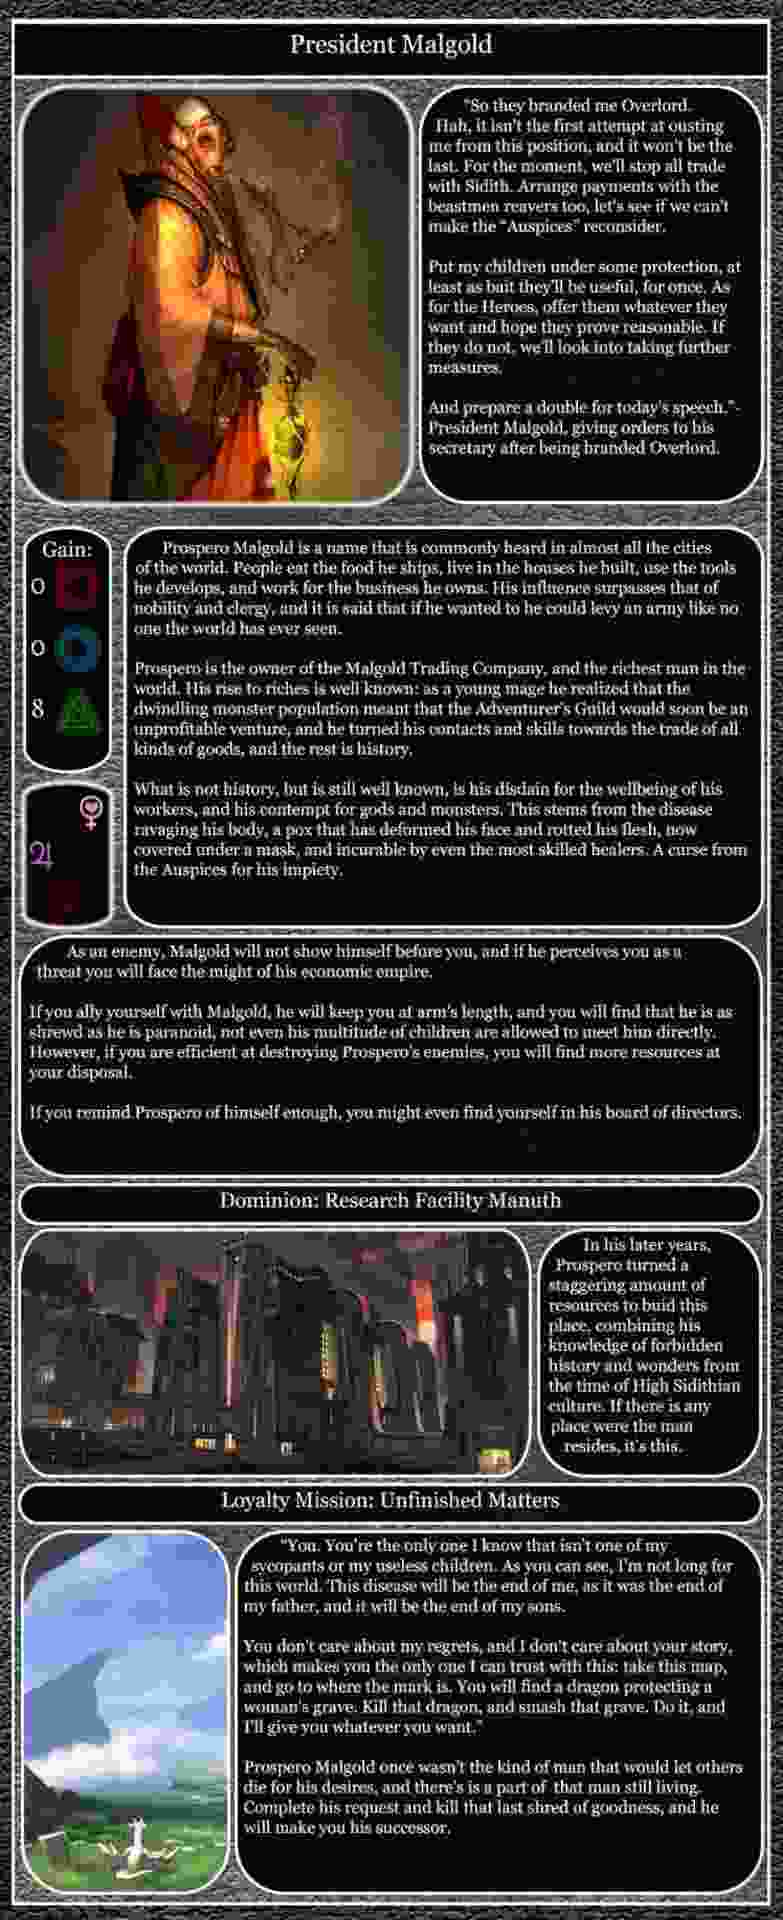 President Malgold
"So they branded me Overlord.
Hah, it isn't the first attempt at ousting
me from this position, and it won't be the
last. For the moment, we'll stop all trade
with Sidith. Arrange payments with the
beastmen reavers too, let's see if we can't
make the "Auspices" reconsider.
Put my children under some protection, at
least as bait they'll be useful, for once. As
for the Heroes, offer them whatever they
want and hope they prove reasonable. If
they do not, we'll look into taking further
measures.
And prepare a double for today's speech."-
President Malgold, giving orders to his
secretary after being branded Overlord.
Gain:
0
0
8
Prospero Malgold is a name that is commonly heard in almost all the cities
of the world. People eat the food he ships, live in the houses he built, use the tools
he develops, and work for the business he owns. His influence surpasses that of
nobility and clergy, and it is said that if he wanted to he could levy an army like no
one the world has ever seen.
Prospero is the owner of the Malgold Trading Company, and the richest man in the
world. His rise to riches is well known: as a young mage he realized that the
dwindling monster population meant that the Adventurer's Guild would soon be an
unprofitable venture, and he turned his contacts and skills towards the trade of all
kinds of goods, and the rest is history.
What is not history, but is still well known, is his disdain for the wellbeing of his
workers, and his contempt for gods and monsters. This stems from the disease
ravaging his body, a pox that has deformed his face and rotted his flesh, now
covered under a mask, and incurable by even the most skilled healers. A curse from
the Auspices for his impiety.
As an enemy, Malgold will not show himself before you, and if he perceives you as a
threat you will face the might of his economic empire.
If you ally yourself with Malgold, he will keep you at arm's length, and you will find that he is as
shrewd as he is paranoid, not even his multitude of children are allowed to meet him directly.
However, if you are efficient at destroying Prospero's enemies, you will find more resources at
your disposal.
If you remind Prospero of himself enough, you might even find yourself in his board of directors.
Dominion: Research Facility Manuth
In his later years,
Prospero turned a
staggering amount of
resources to buid this
place, combining his
knowledge of forbidden
history and wonders from
the time of High Sidithian
culture. If there is any
place were the man
resides, it's this.
Loyalty Mission: Unfinished Matters
"You. You're the only one I know that isn't one of my
sycopants or my useless children. As you can see, I'm not long for
this world. This disease will be the end of me, as it was the end of
my father, and it will be the end of my sons.
You don't care about my regrets, and I don't care about your story,
which makes you the only one I can trust with this: take this map,
and go to where the mark is. You will find a dragon protecting a
woman's grave. Kill that dragon, and smash that grave. Do it, and
I'll give you whatever you want."
Prospero Malgold once wasn't the kind of man that would let others
die for his desires, and there's is a part of that man still living.
Complete his request and kill that last shred of goodness, and he
will make you his successor.